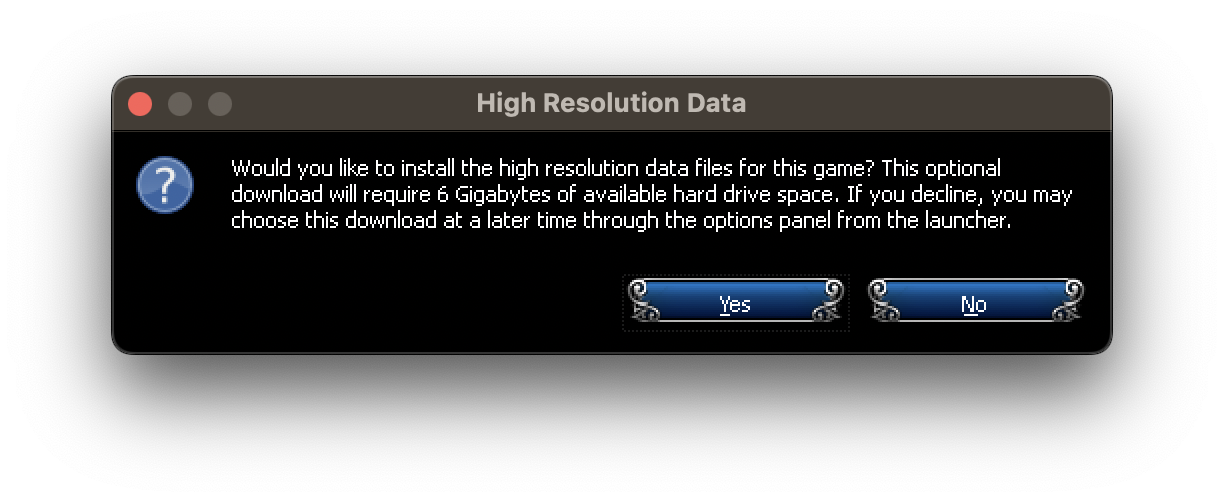 High Resolution Data
Would you like to install the high resolution data files for this game? This optional
download will require 6 Gigabytes of available hard drive space. If you decline, you may
choose this download at a later time through the options panel from the launcher.
Yes
No